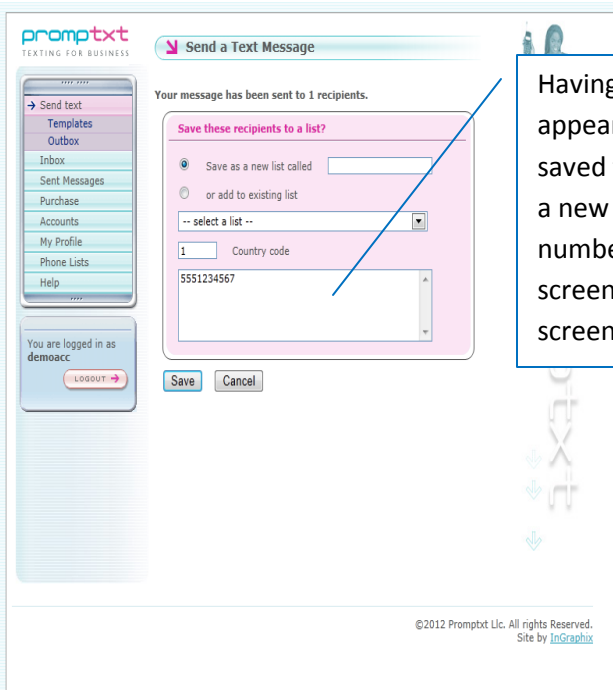 promptxt
TEXTING FOR BUSINESS
Send a Text Message
Send text
Templates
Outbox
Inbox
Sent Messages
Purchase
Accounts
My Profile
Phone Lists
Help
You are logged in as
demoacc
LOGOUT
Your message has been sent to 1 recipients.
Save these recipients to a list?
Save as a new list called
or add to existing list
-- select a list --
1 Country code
5551234567
Save Cancel
Having
saved
a new
screen
screen
©2012 Promptxt Llc. All rights Reserved.
Site by InGraphix